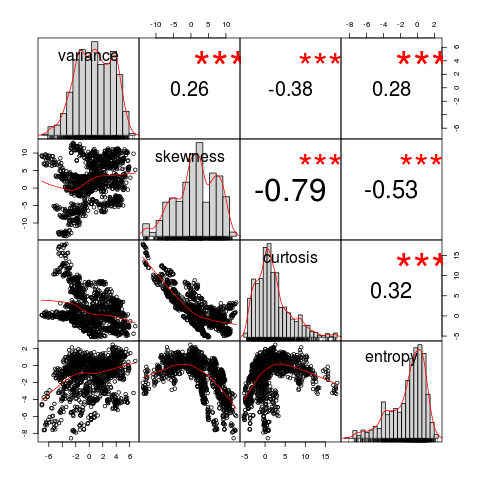 -10 -5 0 5 10
-8 -6 -4 -2 0 2
variance
***
0.26
***
-0.38
***
0.28
-6 -2 0 2 4 6
-10 -5 0 5 10
skewness
***
-0.79
***
-0.53
curtosis
***
0.32
-5 0 5 10 15
-8 -6 -4 -2 0 2
entropy
-6 -2 0 2 4 6
-5 0 5 10 15